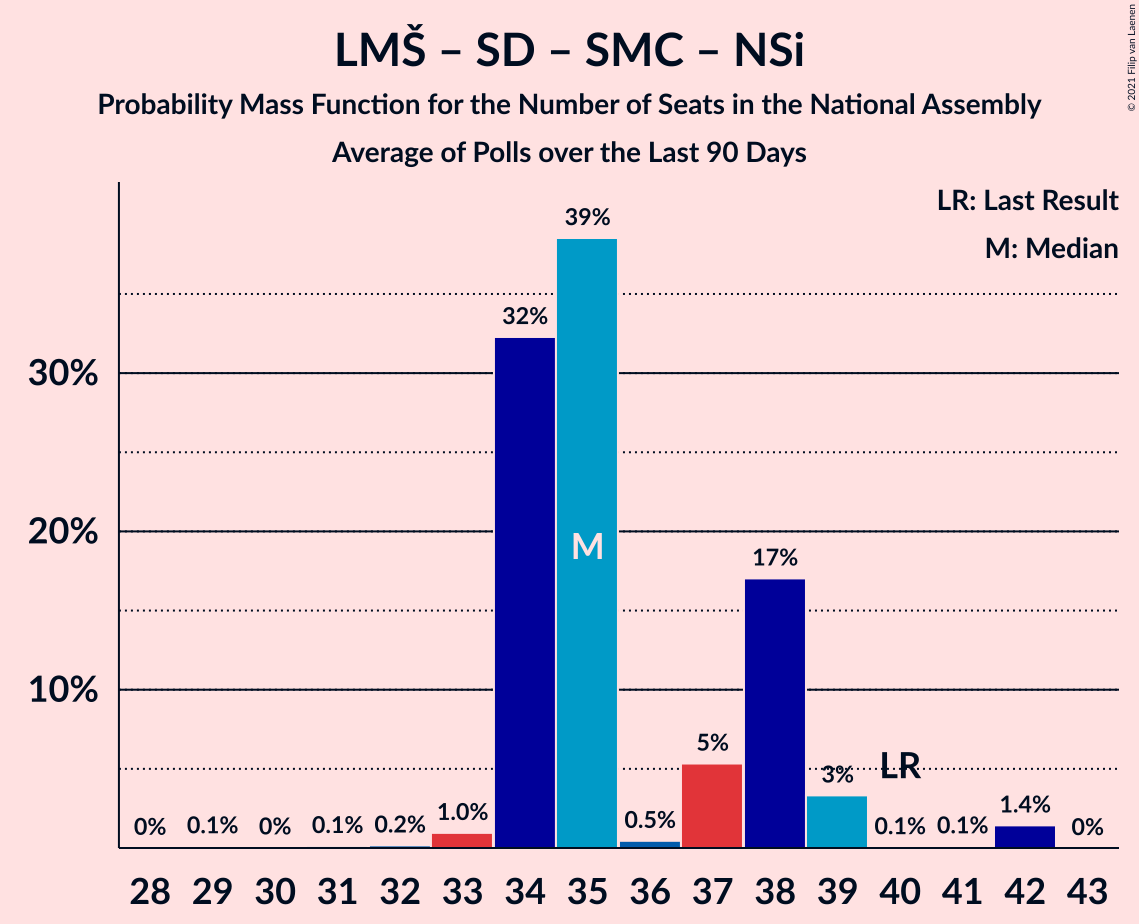 LMŠ – SD – SMC – NSi
Probability Mass Function for the Number of Seats in the National Assembly
Average of Polls over the Last 90 Days
© 2021 Filip van Laenen
LR: Last Result
M: Median
39%
32%
30%
20%
M
17%
10%
5%
3%
LR
0%
0.1%
0%
0.1%
0.2%
1.0%
0.5%
0.1%
0.1%
1.4%
0%
28 29 30 31 32 33 34 35 36 37 38 39 40 41 42 43